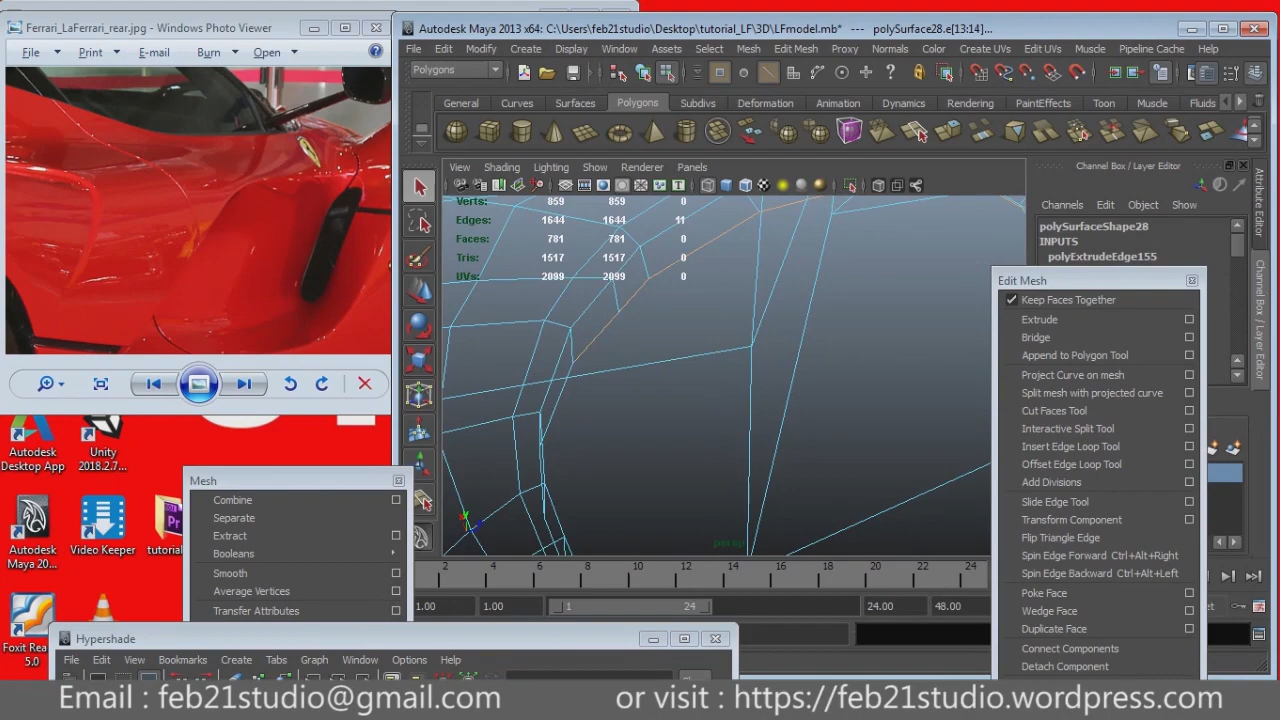 Ferrari_LaFerrari_rear.jpg - Windows Photo Viewer
File Print E-mail Burn Open
Autodesk Maya 2013 x64: C:\Users\feb21studio\Desktop\tutorial_LF\3D\LFmodel.mb* --- polySurface28.e[13:14]...
File Edit Modify Create Display Window Assets Select Mesh Edit Mesh Proxy Normals Color Create UVs Edit UVs Muscle Pipeline Cache Help
Polygons
General Curves Surfaces Polygons Subdivs Deformation Animation Dynamics Rendering PaintEffects Toon Muscle Fluids
View Shading Lighting Show Renderer Panels
Verts: 859 859 0
Edges: 1644 1644 11
Faces: 781 781 0
Tris: 1517 1517 0
UVs: 2099 2099 0
persp
Channel Box / Layer Editor
Channels Edit Object Show
polySurfaceShape28
INPUTS
polyExtrudeEdge155
Attribute Editor
Channel Box / Layer Editor
Edit Mesh
Keep Faces Together
Extrude
Bridge
Append to Polygon Tool
Project Curve on mesh
Split mesh with projected curve
Cut Faces Tool
Interactive Split Tool
Insert Edge Loop Tool
Offset Edge Loop Tool
Add Divisions
Slide Edge Tool
Transform Component
Flip Triangle Edge
Spin Edge Forward Ctrl+Alt+Right
Spin Edge Backward Ctrl+Alt+Left
Poke Face
Wedge Face
Duplicate Face
Connect Components
Detach Component
Autodesk
Desktop App
Unity
2018.2.7...
Autodesk
Maya 20...
Video Keeper
tutorial
Foxit Rea
5.0
Mesh
Combine
Separate
Extract
Booleans
Smooth
Average Vertices
Transfer Attributes
2 4 6 8 10 12 14 16 18 20 22 24
1.00 1.00 1 24 24.00 48.00
Hypershade
File Edit View Bookmarks Create Tabs Graph Window Options Help
Email : feb21studio@gmail.com or visit : https://feb21studio.wordpress.com